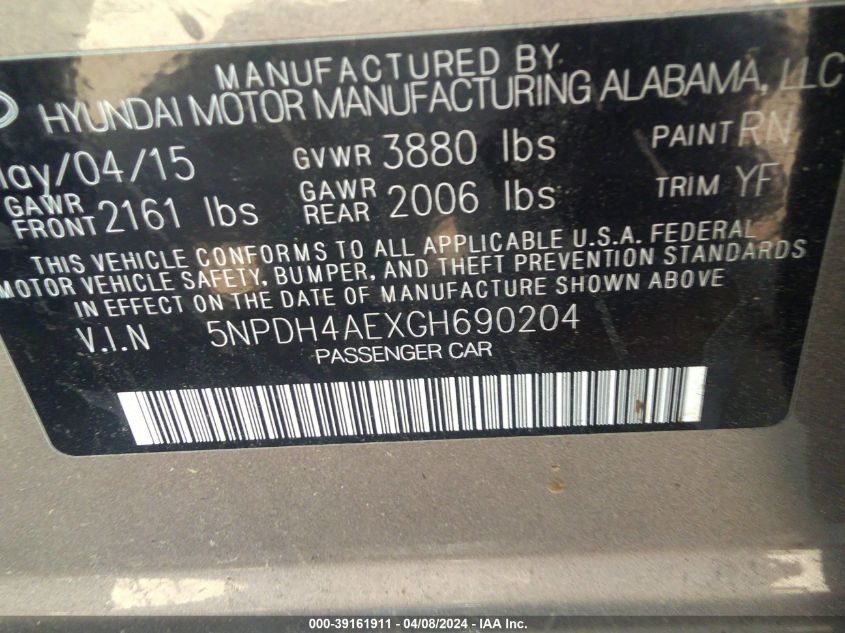 MANUFACTURED BY
HYUNDAI MOTOR MANUFACTURING ALABAMA, LLC
May/04/15 GVWR 3880 lbs PAINT RN
GAWR FRONT 2161 lbs GAWR REAR 2006 lbs TRIM YF
THIS VEHICLE CONFORMS TO ALL APPLICABLE U.S.A. FEDERAL
MOTOR VEHICLE SAFETY, BUMPER, AND THEFT PREVENTION STANDARDS
IN EFFECT ON THE DATE OF MANUFACTURE SHOWN ABOVE
V.I.N 5NPDH4AEXGH690204
PASSENGER CAR
000-39161911 - 04/08/2024 - IAA Inc.